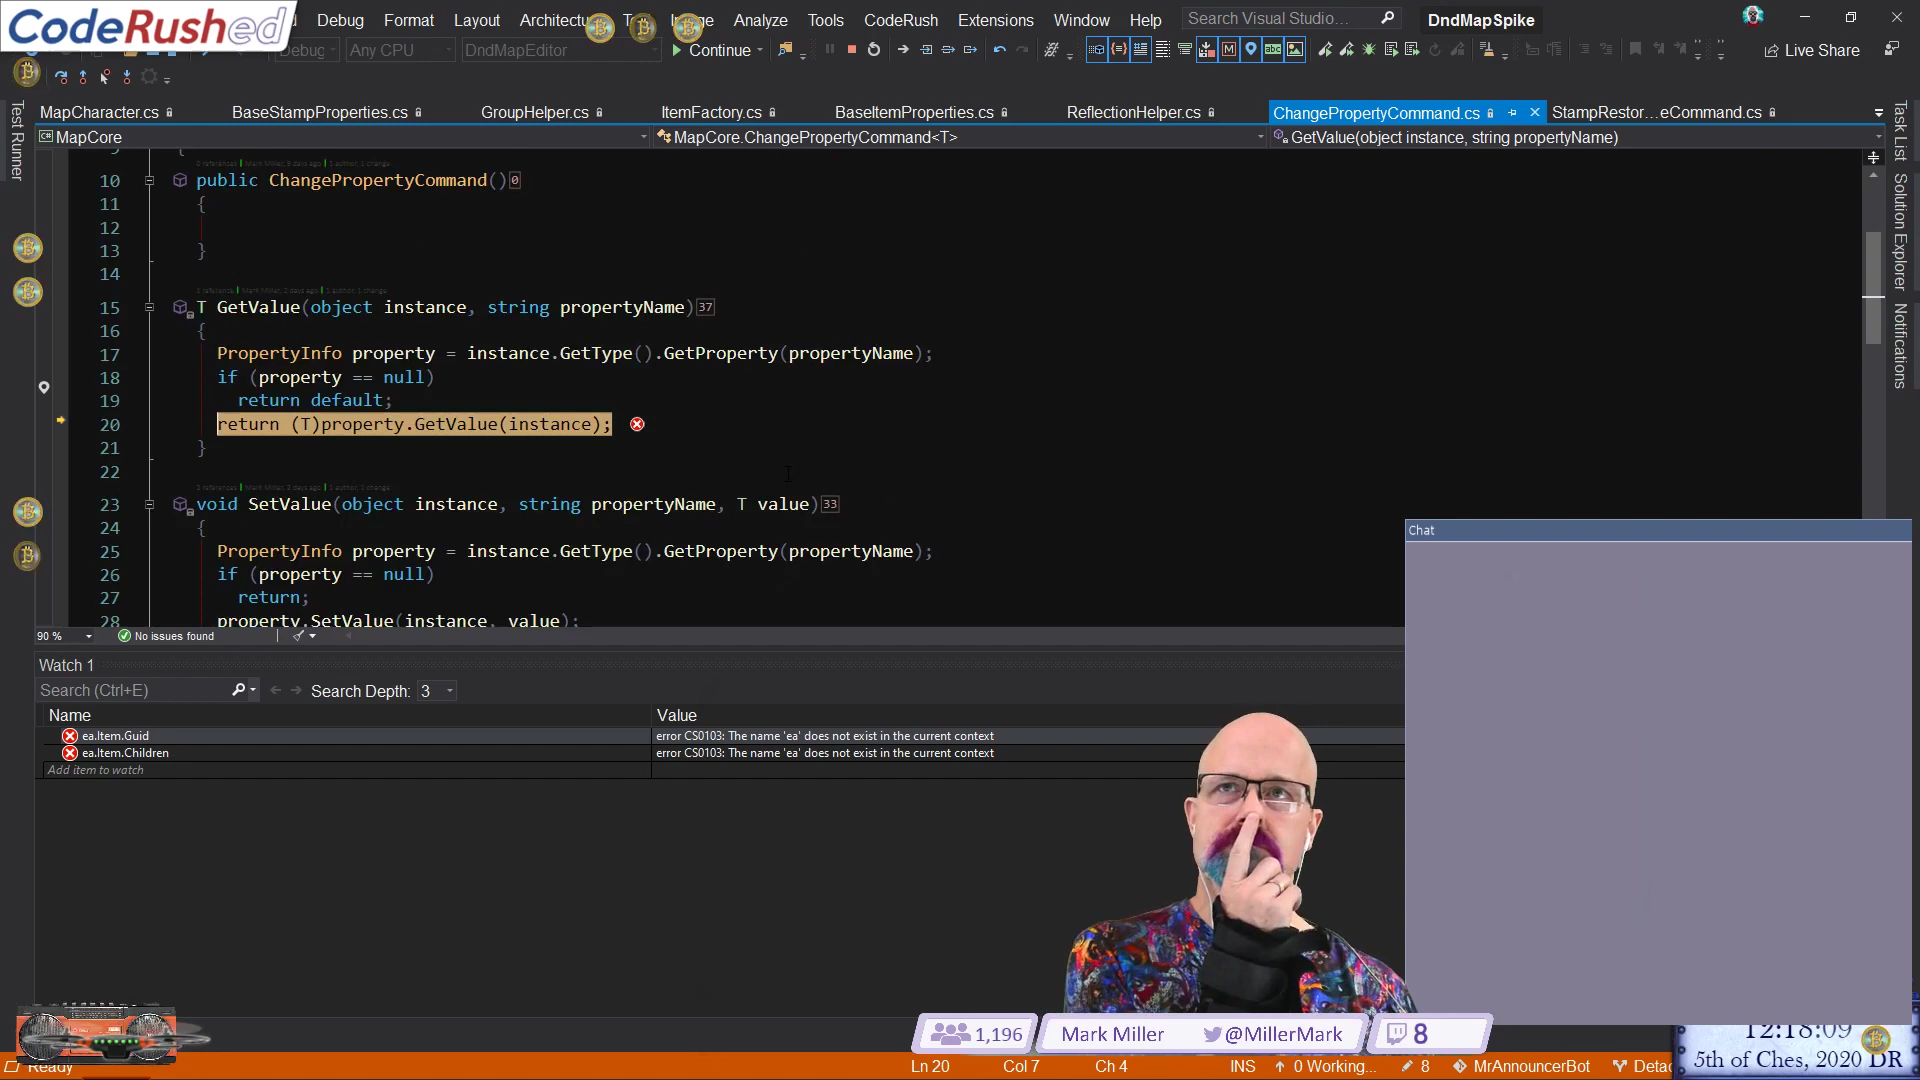 CodeRushed
Debug Format Layout Analyze Tools CodeRush Extensions Window Help Search Visual Studio... DndMapSpike
Debug Any CPU DndMapEditor Continue Live Share
MapCharacter.cs BaseStampProperties.cs GroupHelper.cs ItemFactory.cs BaseItemProperties.cs ReflectionHelper.cs ChangePropertyCommand.cs StampRestor...eCommand.cs
MapCore MapCore.ChangePropertyCommand<T> GetValue(object instance, string propertyName)
Test Runner
Task List
Solution Explorer
Notifications
10 public ChangePropertyCommand()0
11 {
12
13 }
14
15 T GetValue(object instance, string propertyName)37
16 {
17 PropertyInfo property = instance.GetType().GetProperty(propertyName);
18 if (property == null)
19 return default;
20 return (T)property.GetValue(instance);
21 }
22
23 void SetValue(object instance, string propertyName, T value)33
24 {
25 PropertyInfo property = instance.GetType().GetProperty(propertyName);
26 if (property == null)
27 return;
28 property.SetValue(instance, value);
90 % No issues found
Chat
Watch 1
Search (Ctrl+E) Search Depth: 3
Name Value
ea.Item.Guid error CS0103: The name 'ea' does not exist in the current context
ea.Item.Children error CS0103: The name 'ea' does not exist in the current context
Add item to watch
1,196 Mark Miller @MillerMark 8
12:18:09
5th of Ches, 2020 DR
Ready Ln 20 Col 7 Ch 4 INS 0 Working... 8 MrAnnouncerBot Detac